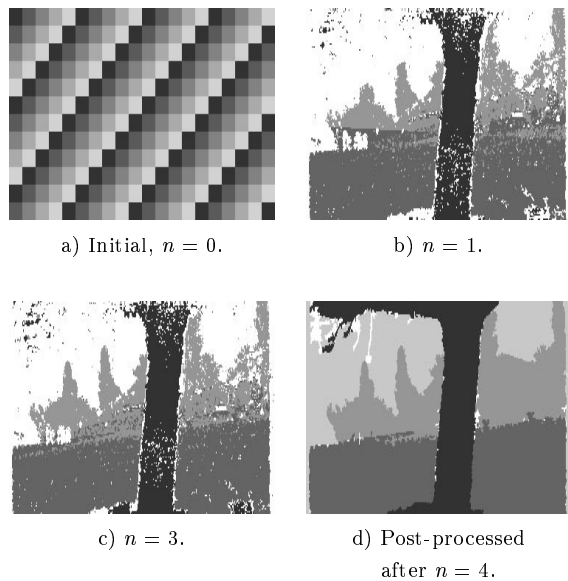 a) Initial, n = 0.
b) n = 1.
c) n = 3.
d) Post-processed
after n = 4.